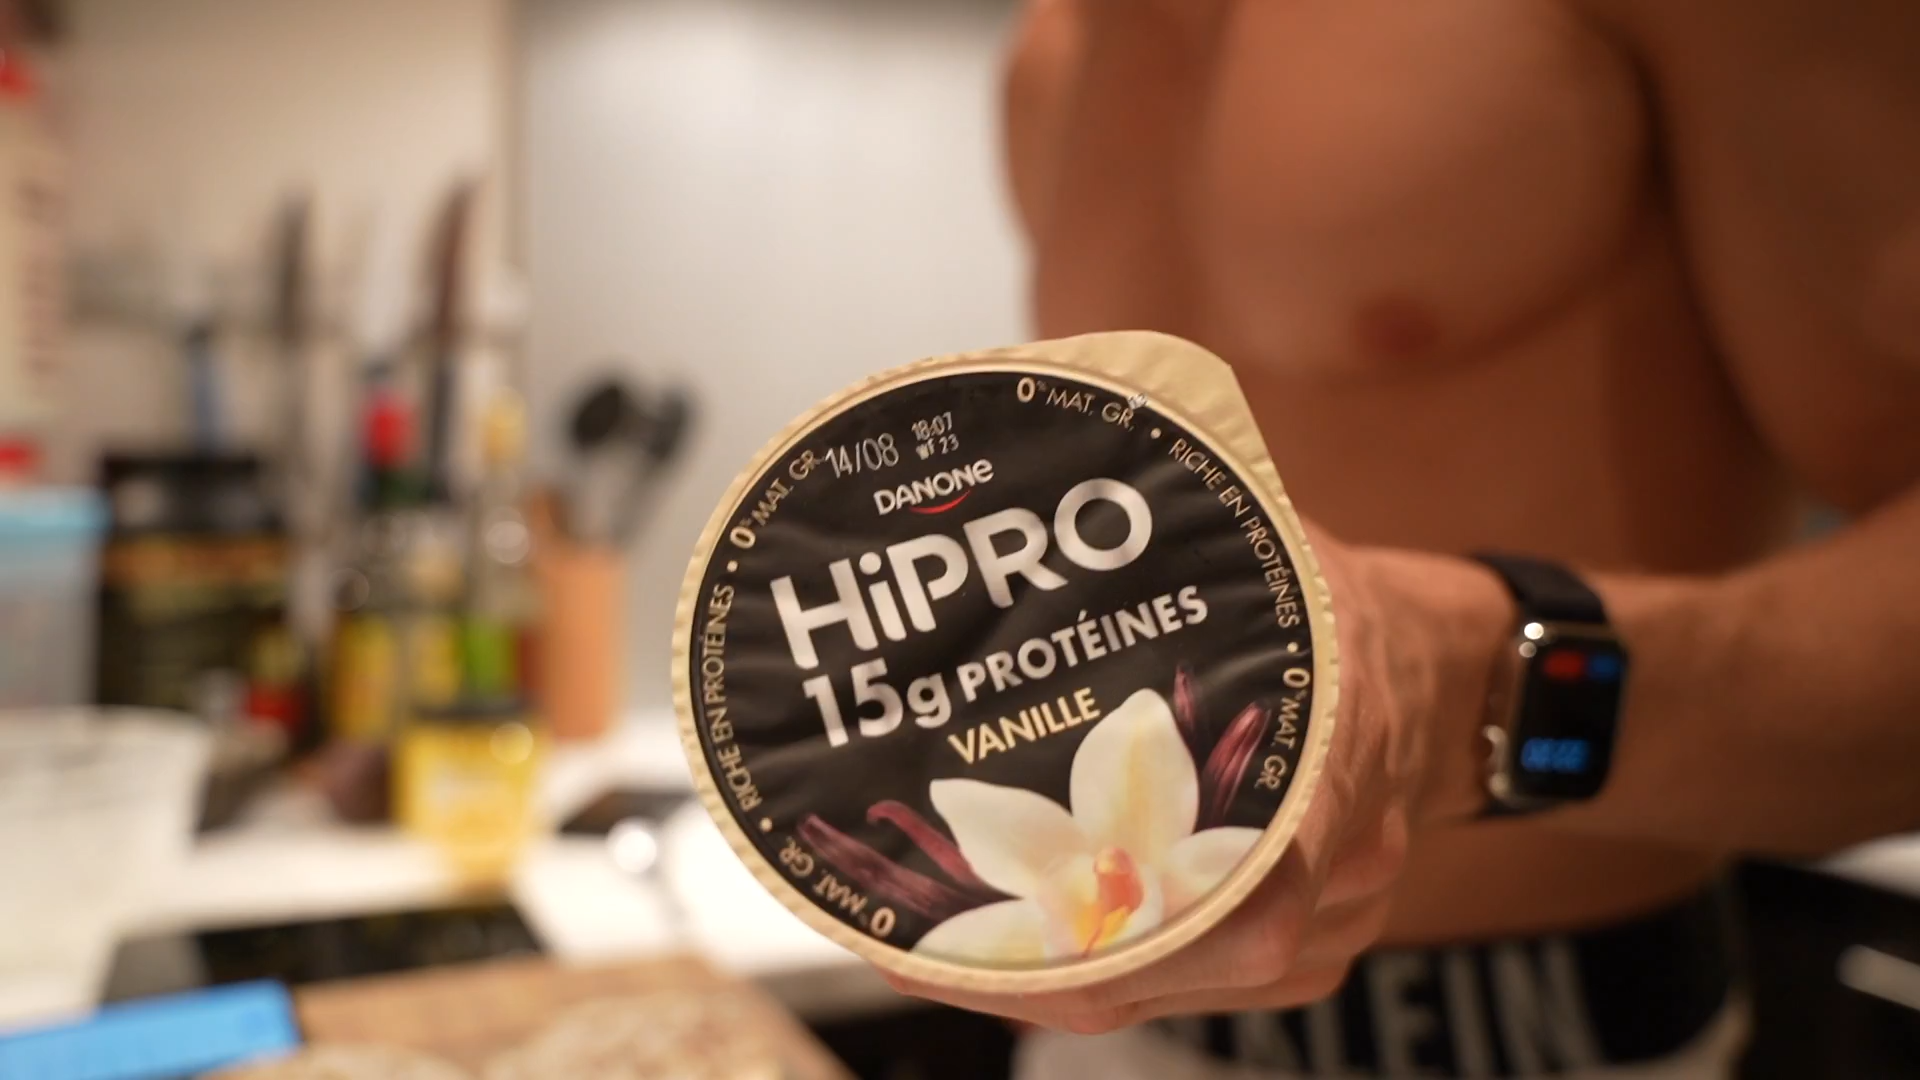 14/08
18:07
WF 23
DANONE
HiPRO
15g PROTÉINES
VANILLE
0% MAT. GR. • RICHE EN PROTÉINES • 0% MAT. GR.
0% MAT. GR. • RICHE EN PROTÉINES • 0% MAT. GR.
KLEIN